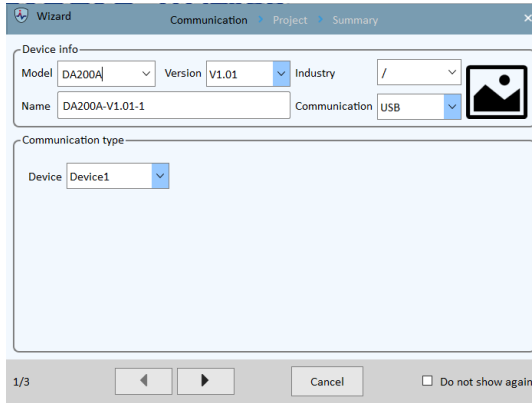 Wizard Communication Project Summary
Device info
Model DA200A Version V1.01 Industry /
Name DA200A-V1.01-1 Communication USB
Communication type
Device Device1
1/3 Cancel Do not show again